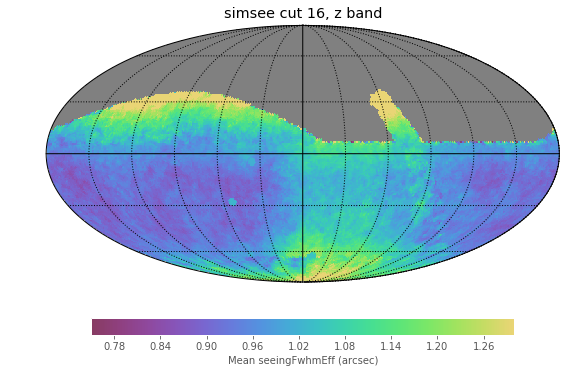 simsee cut 16, z band
0.78 0.84 0.90 0.96 1.02 1.08 1.14 1.20 1.26
Mean seeingFwhmEff (arcsec)